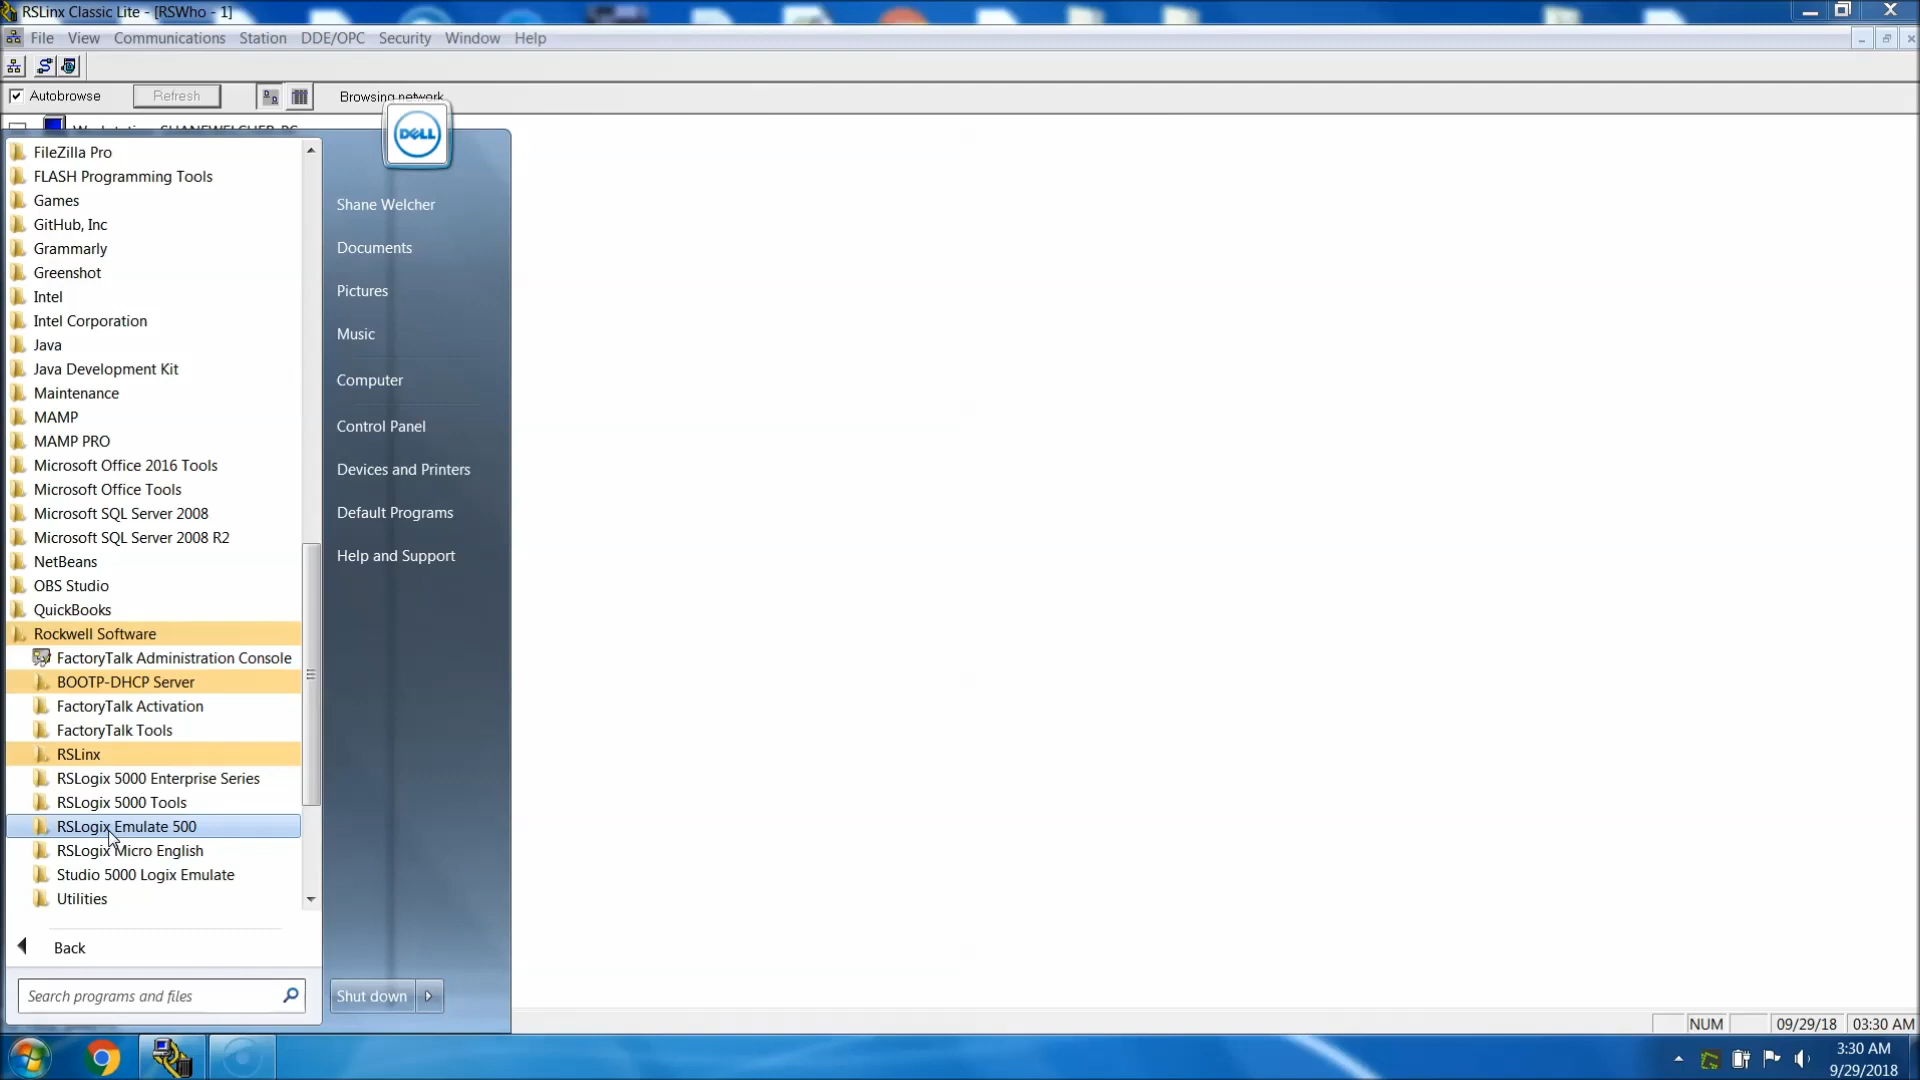 RSLinx Classic Lite - [RSWho - 1]
File View Communications Station DDE/OPC Security Window Help
Autobrowse Refresh Browsing network
DELL
FileZilla Pro
FLASH Programming Tools
Games
GitHub, Inc
Grammarly
Greenshot
Intel
Intel Corporation
Java
Java Development Kit
Maintenance
MAMP
MAMP PRO
Microsoft Office 2016 Tools
Microsoft Office Tools
Microsoft SQL Server 2008
Microsoft SQL Server 2008 R2
NetBeans
OBS Studio
QuickBooks
Rockwell Software
FactoryTalk Administration Console
BOOTP-DHCP Server
FactoryTalk Activation
FactoryTalk Tools
RSLinx
RSLogix 5000 Enterprise Series
RSLogix 5000 Tools
RSLogix Emulate 500
RSLogix Micro English
Studio 5000 Logix Emulate
Utilities
Back
Search programs and files
Shane Welcher
Documents
Pictures
Music
Computer
Control Panel
Devices and Printers
Default Programs
Help and Support
Shut down
NUM 09/29/18 03:30 AM
3:30 AM
9/29/2018